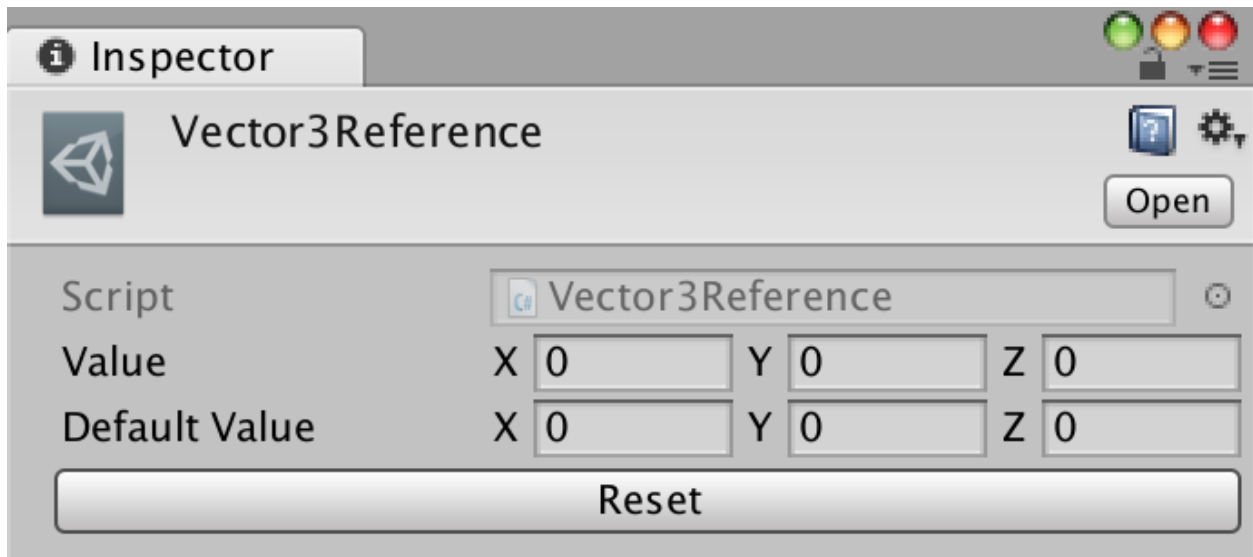 Inspector
Vector3Reference
Open
Script C# Vector3Reference
Value X 0 Y 0 Z 0
Default Value X 0 Y 0 Z 0
Reset